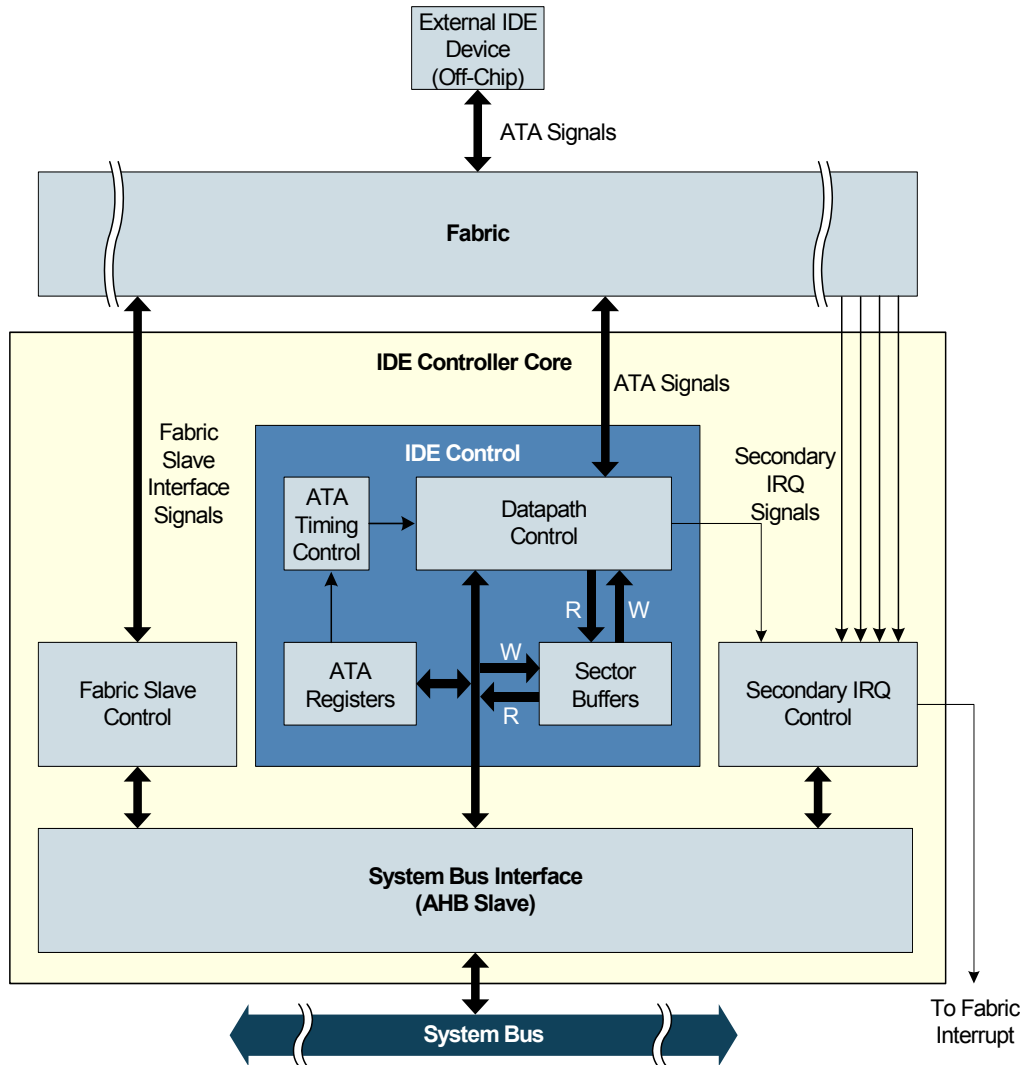 External IDE
Device
(Off-Chip)
ATA Signals
Fabric
IDE Controller Core
ATA Signals
Fabric
Slave
Interface
Signals
IDE Control
Secondary
IRQ
Signals
ATA
Timing
Control
Datapath
Control
R
W
W
R
ATA
Registers
Sector
Buffers
Fabric Slave
Control
Secondary IRQ
Control
System Bus Interface
(AHB Slave)
System Bus
To Fabric
Interrupt